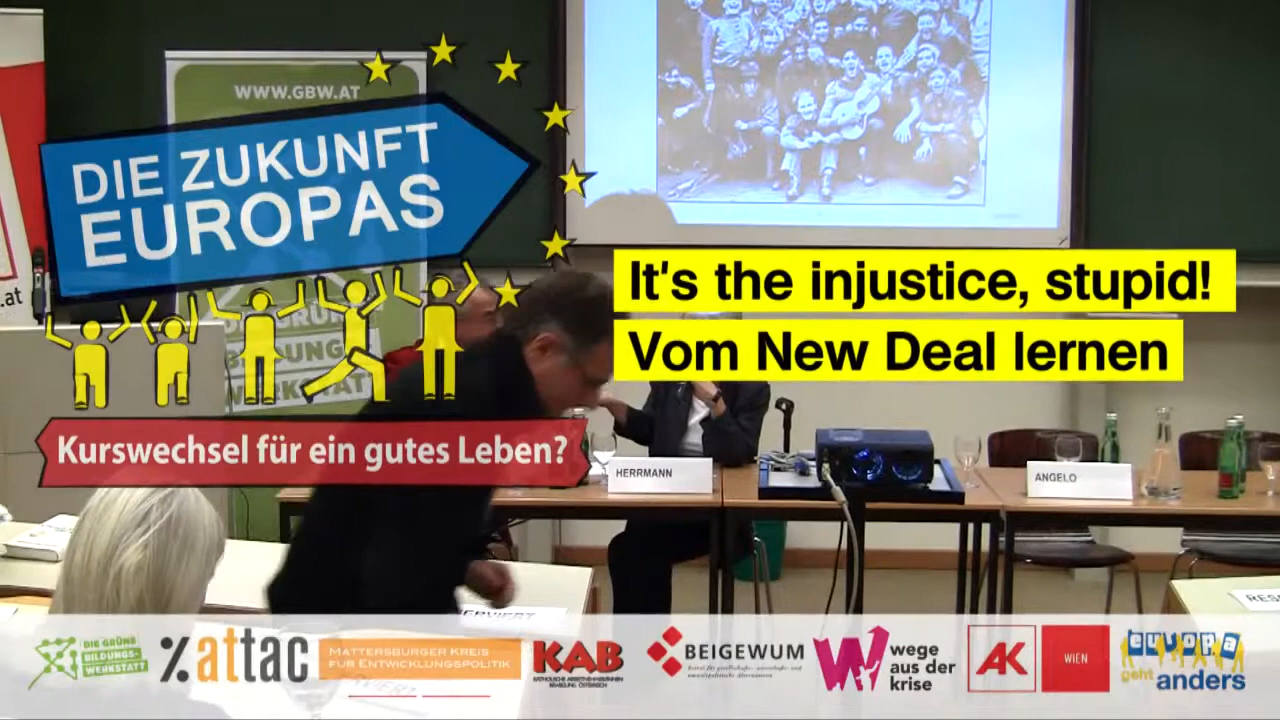 WWW.GBW.AT
DIE ZUKUNFT
EUROPAS
It's the injustice, stupid!
Vom New Deal lernen
.at
Kurswechsel für ein gutes Leben?
HERRMANN
ANGELO
DIE GRÜNE
BILDUNGS-
WERKSTATT
attac
MATTERSBURGER KREIS
FÜR ENTWICKLUNGSPOLITIK
KAB
BEIGEWUM
wege
aus der
krise
AK
WIEN
europa
geht
anders